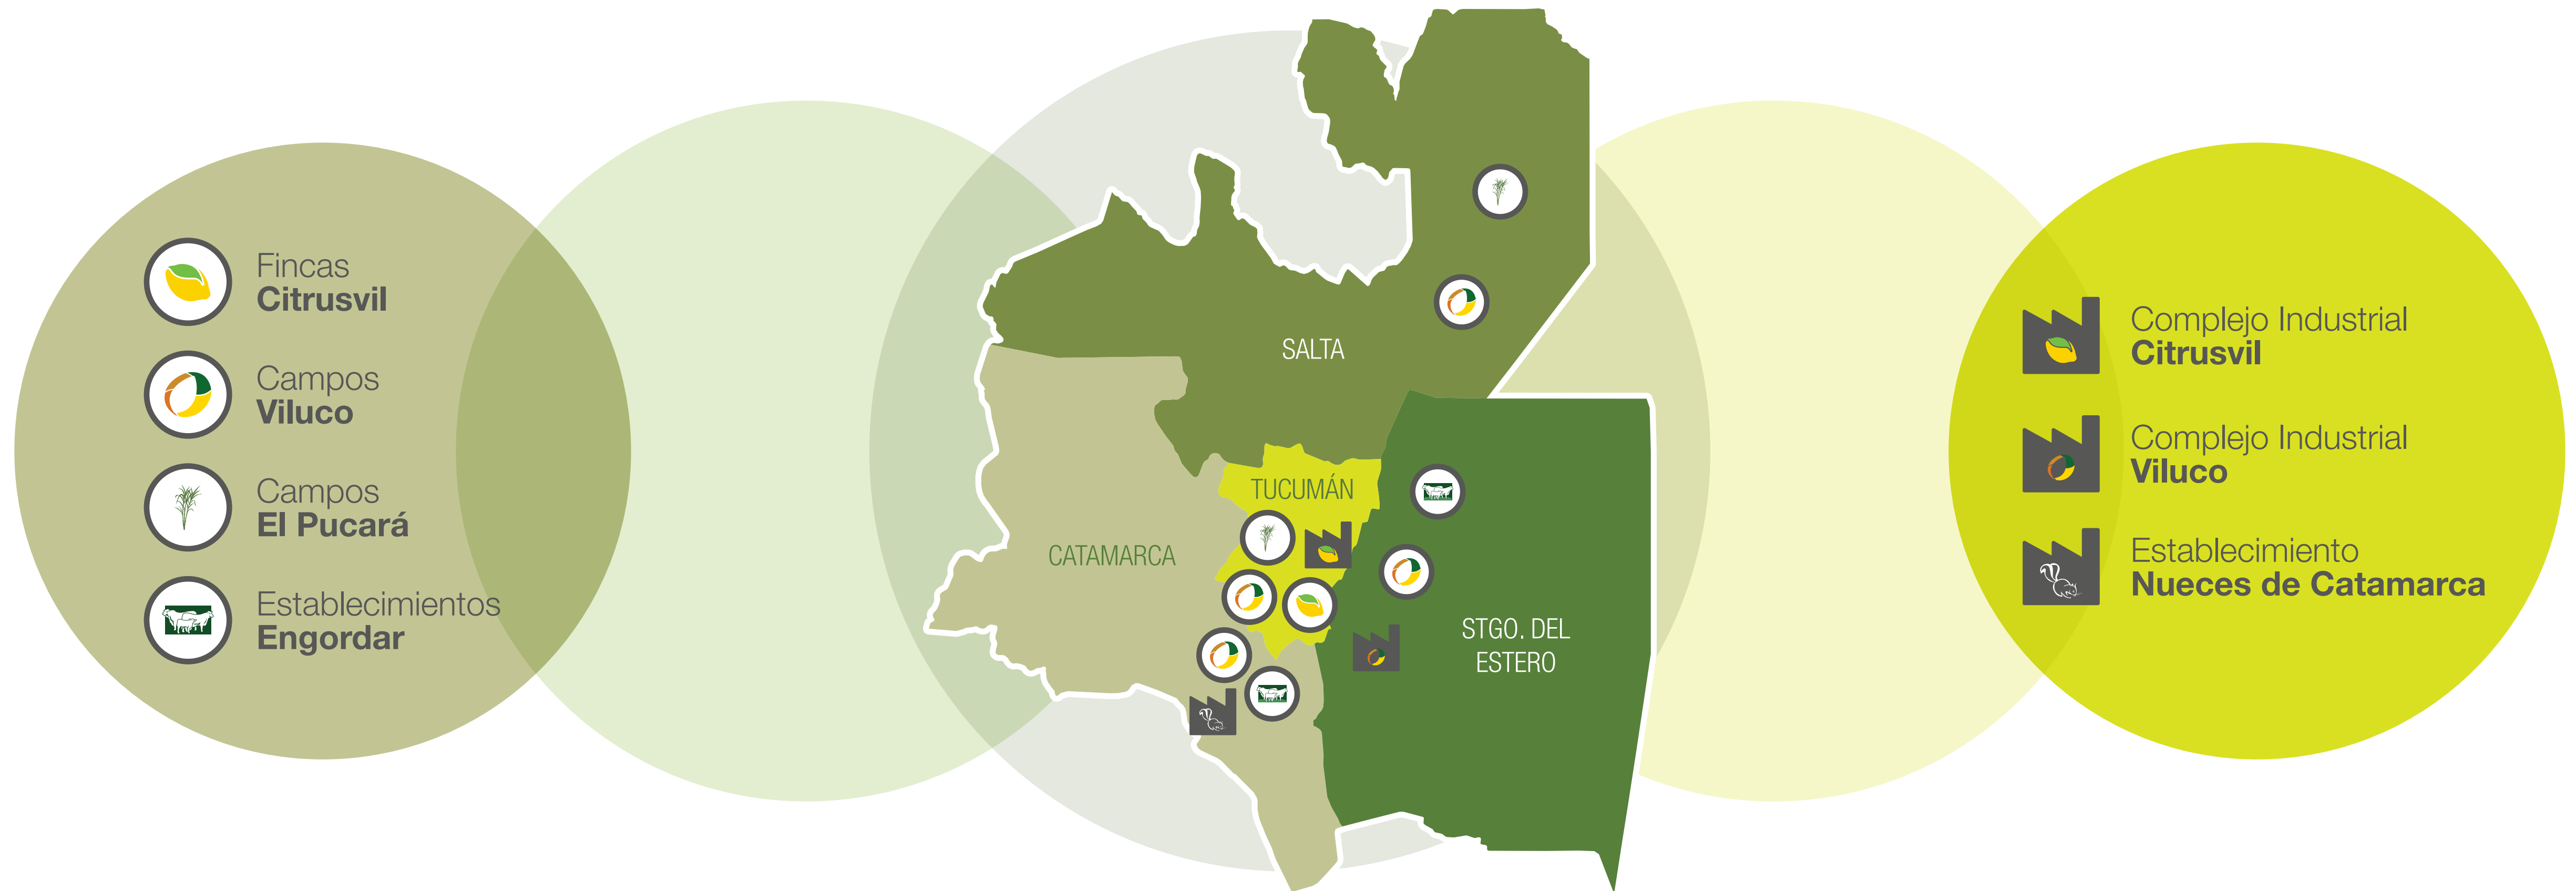 Fincas
Citrusvil
Campos
Viluco
Campos
El Pucará
Establecimientos
Engordar
SALTA
TUCUMÁN
CATAMARCA
STGO. DEL
ESTERO
Complejo Industrial
Citrusvil
Complejo Industrial
Viluco
Establecimiento
Nueces de Catamarca